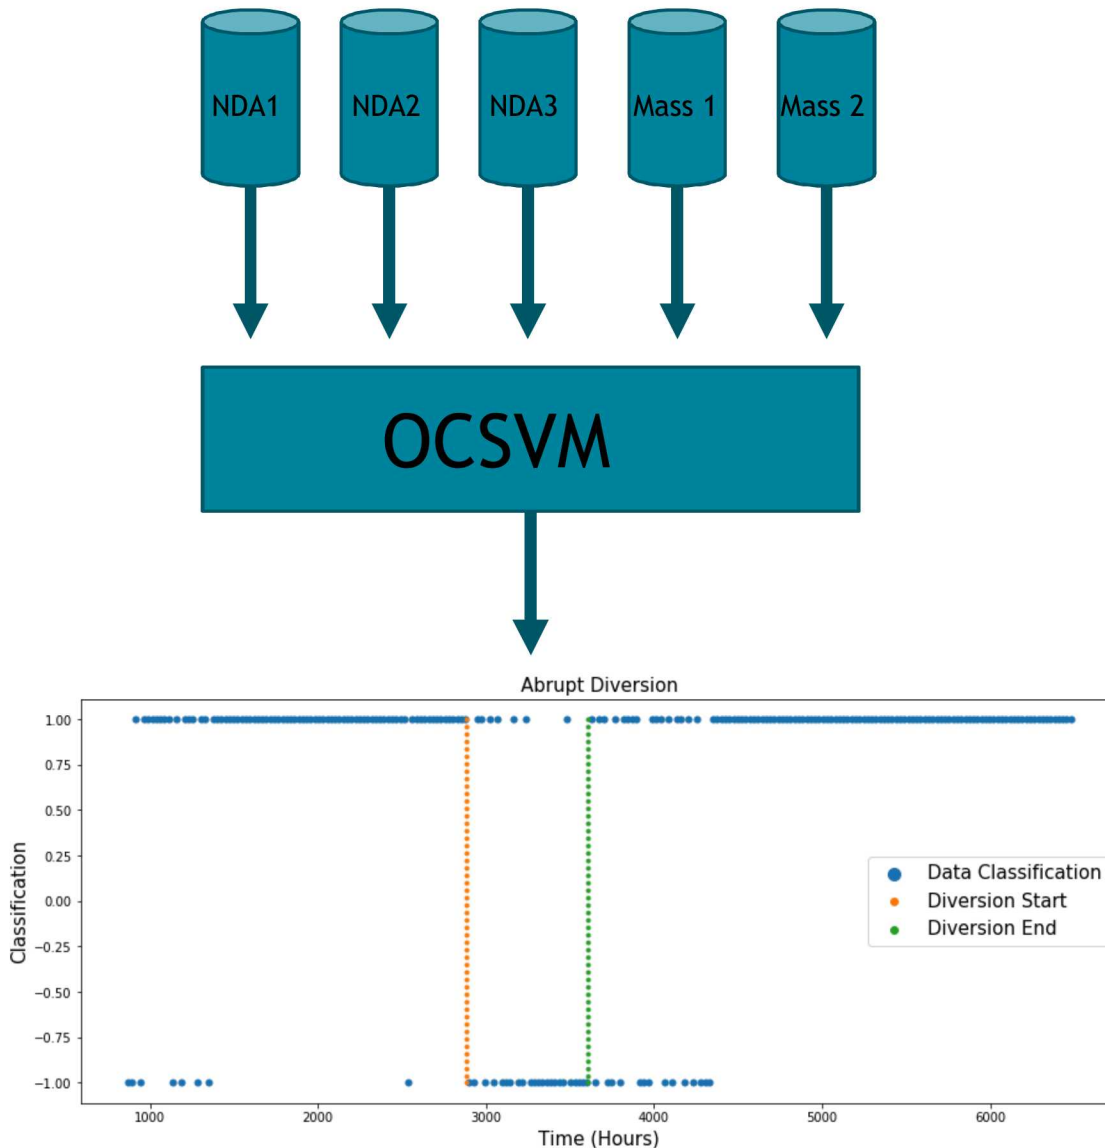 NDA1 NDA2 NDA3 Mass 1 Mass 2
OCSVM
Abrupt Diversion
1.00
0.75
0.50
0.25
0.00
−0.25
−0.50
−0.75
−1.00
Classification
Data Classification
Diversion Start
Diversion End
1000 2000 3000 4000 5000 6000
Time (Hours)